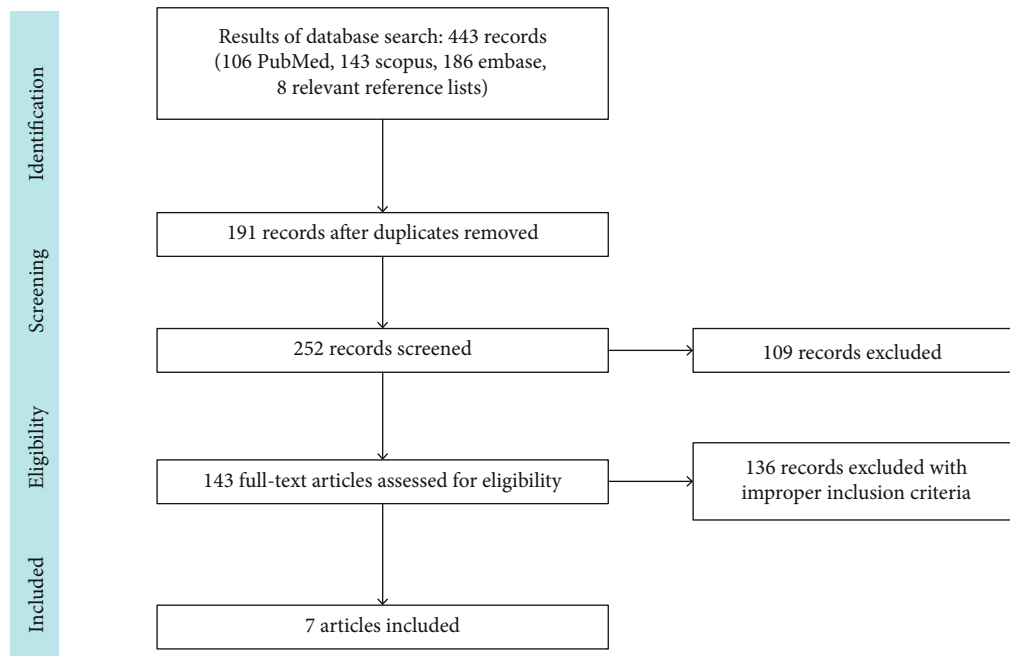 Identification
Results of database search: 443 records
(106 PubMed, 143 scopus, 186 embase,
8 relevant reference lists)
191 records after duplicates removed
Screening
252 records screened
109 records excluded
Eligibility
143 full-text articles assessed for eligibility
136 records excluded with
improper inclusion criteria
Included
7 articles included